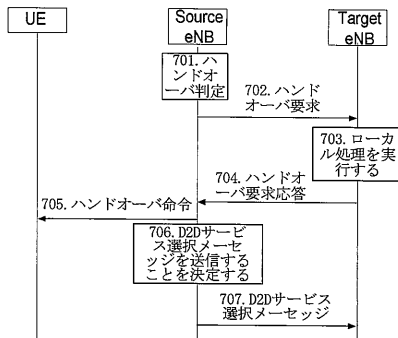 UE
Source
eNB
Target
eNB
701.ハ
ンドオー
バ判定
702.ハンド
オーバ要求
703.ローカ
ル処理を実
行する
704.ハンドオ
ーバ要求応答
705.ハンドオーバ命令
706.D2Dサービ
ス選択メーセ
ッジを送信する
ことを決定する
707.D2Dサービス
選択メーセッジ